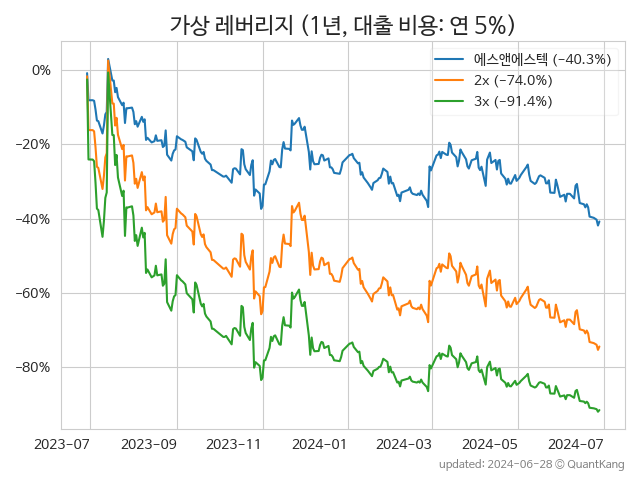 가상 레버리지 (1년, 대출 비용: 연 5%)
에스앤에스텍 (−40.3%)
2x (−74.0%)
3x (−91.4%)
0%
−20%
−40%
−60%
−80%
2023-07
2023-09
2023-11
2024-01
2024-03
2024-05
2024-07
updated: 2024-06-28 © QuantKang